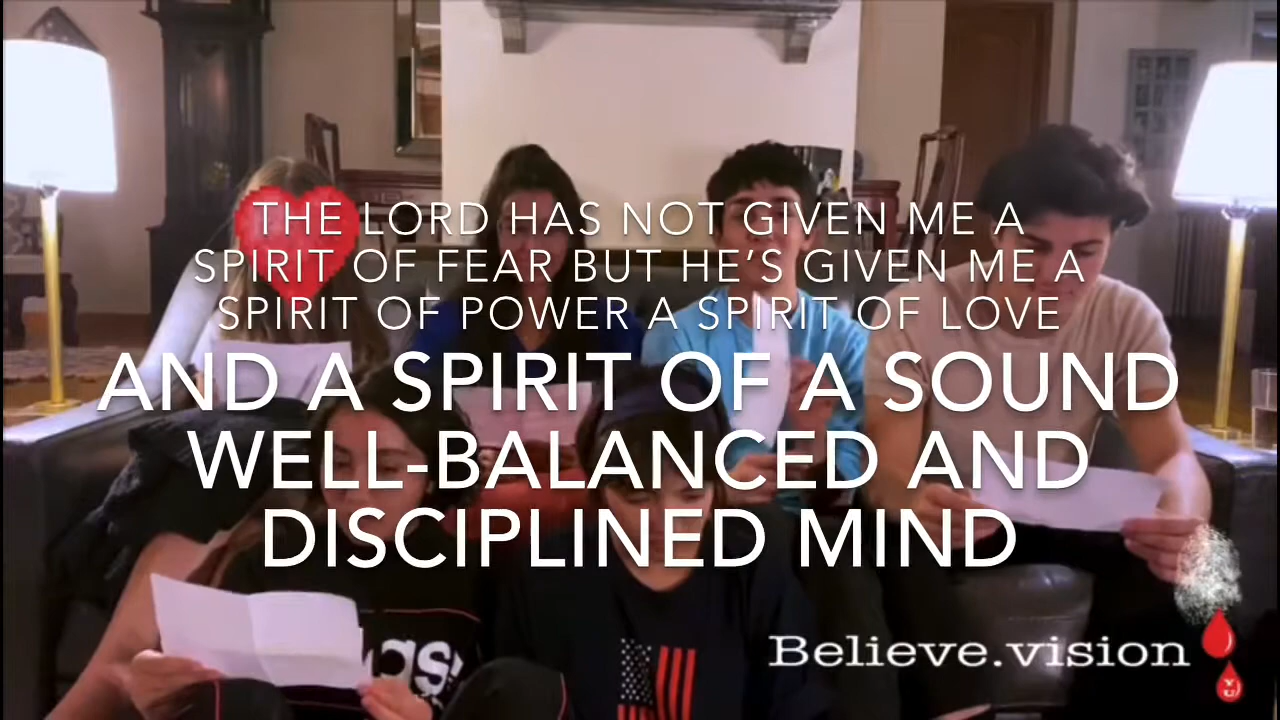 THE LORD HAS NOT GIVEN ME A
SPIRIT OF FEAR BUT HE'S GIVEN ME A
SPIRIT OF POWER A SPIRIT OF LOVE
AND A SPIRIT OF A SOUND
WELL-BALANCED AND
DISCIPLINED MIND
Believe.vision